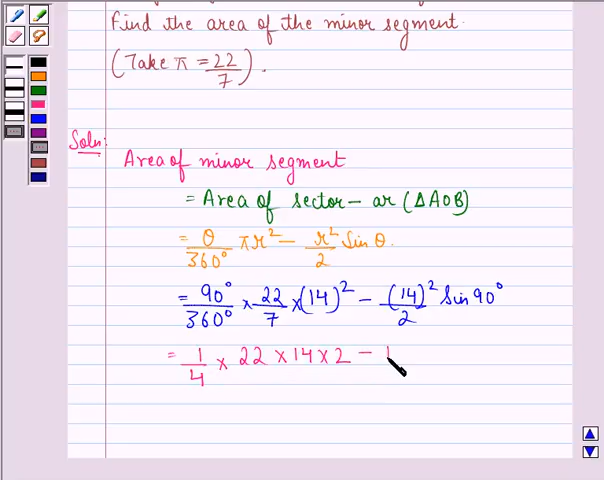 Find the area of the minor segment.
(Take π = 22/7).
Soln:
Area of minor segment
= Area of sector – ar (ΔAOB)
= θ/360° πr² – r²/2 Sin θ.
= 90°/360° × 22/7 × (14)² – (14)²/2 Sin 90°
= 1/4 × 22 × 14 × 2 – 1